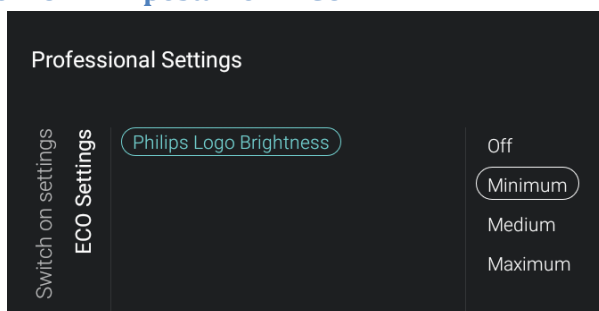 Professional Settings
Switch on settings
ECO Settings
Philips Logo Brightness
Off
Minimum
Medium
Maximum